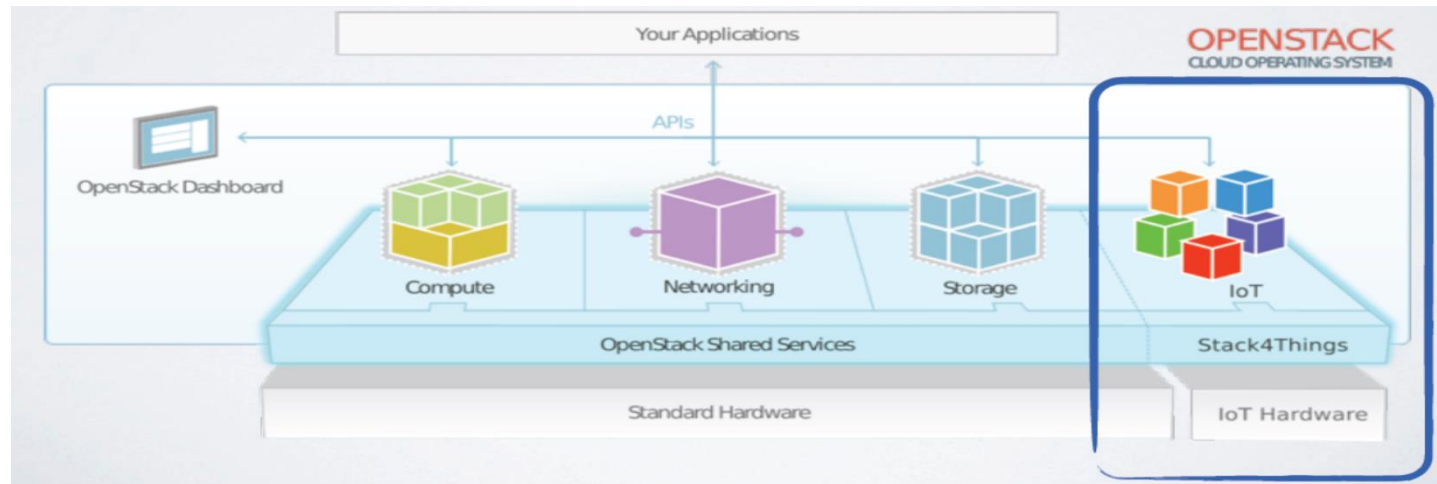 Your Applications
OPENSTACK
CLOUD OPERATING SYSTEM
APIs
OpenStack Dashboard
Compute
Networking
Storage
IoT
OpenStack Shared Services
Stack4Things
Standard Hardware
IoT Hardware